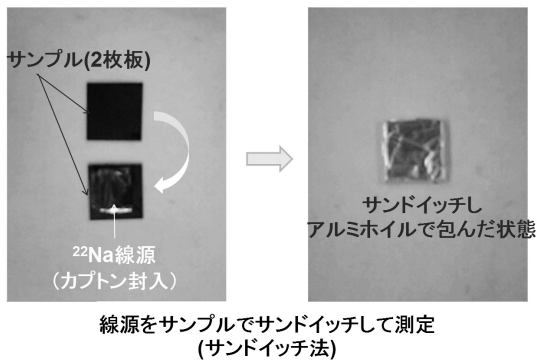 サンプル(2枚板)
22Na線源
(カプトン封入)
サンドイッチし
アルミホイルで包んだ状態
線源をサンプルでサンドイッチして測定
(サンドイッチ法)